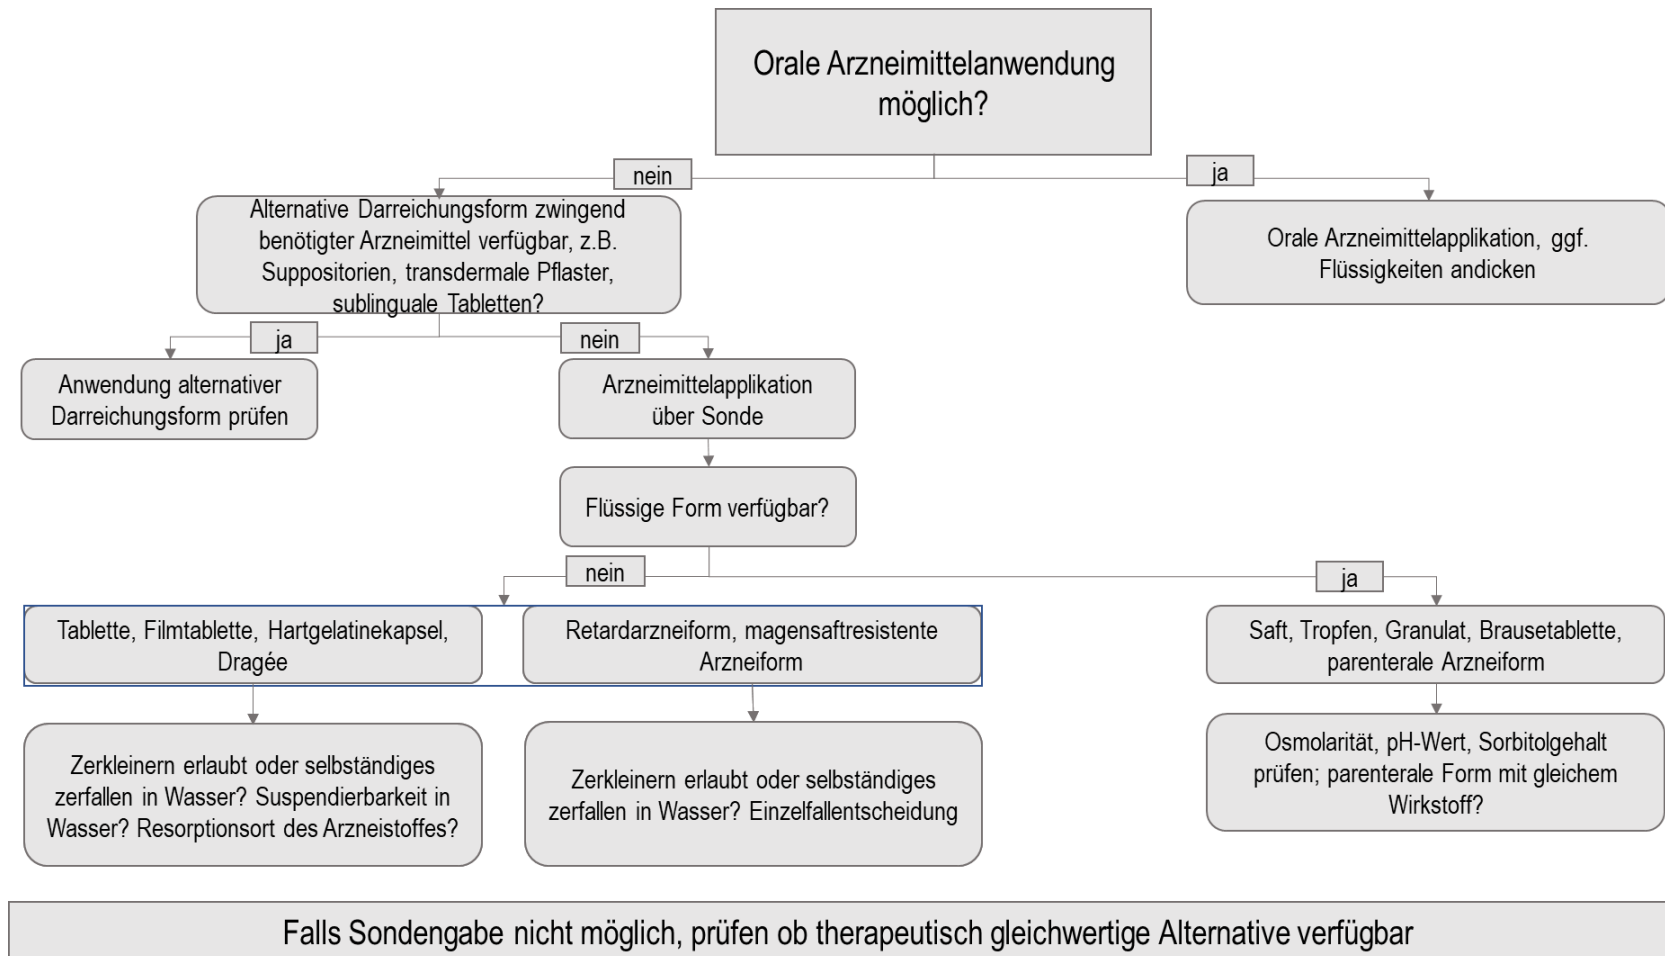 Orale Arzneimittelanwendung
möglich?
nein
ja
Alternative Darreichungsform zwingend
benötigter Arzneimittel verfügbar, z.B.
Suppositorien, transdermale Pflaster,
sublinguale Tabletten?
Orale Arzneimittelapplikation, ggf.
Flüssigkeiten andicken
ja
nein
Anwendung alternativer
Darreichungsform prüfen
Arzneimittelapplikation
über Sonde
Flüssige Form verfügbar?
nein
ja
Tablette, Filmtablette, Hartgelatinekapsel,
Dragée
Retardarzneiform, magensaftresistente
Arzneiform
Saft, Tropfen, Granulat, Brausetablette,
parenterale Arzneiform
Zerkleinern erlaubt oder selbständiges
zerfallen in Wasser? Suspendierbarkeit in
Wasser? Resorptionsort des Arzneistoffes?
Zerkleinern erlaubt oder selbständiges
zerfallen in Wasser? Einzelfallentscheidung
Osmolarität, pH-Wert, Sorbitolgehalt
prüfen; parenterale Form mit gleichem
Wirkstoff?
Falls Sondengabe nicht möglich, prüfen ob therapeutisch gleichwertige Alternative verfügbar